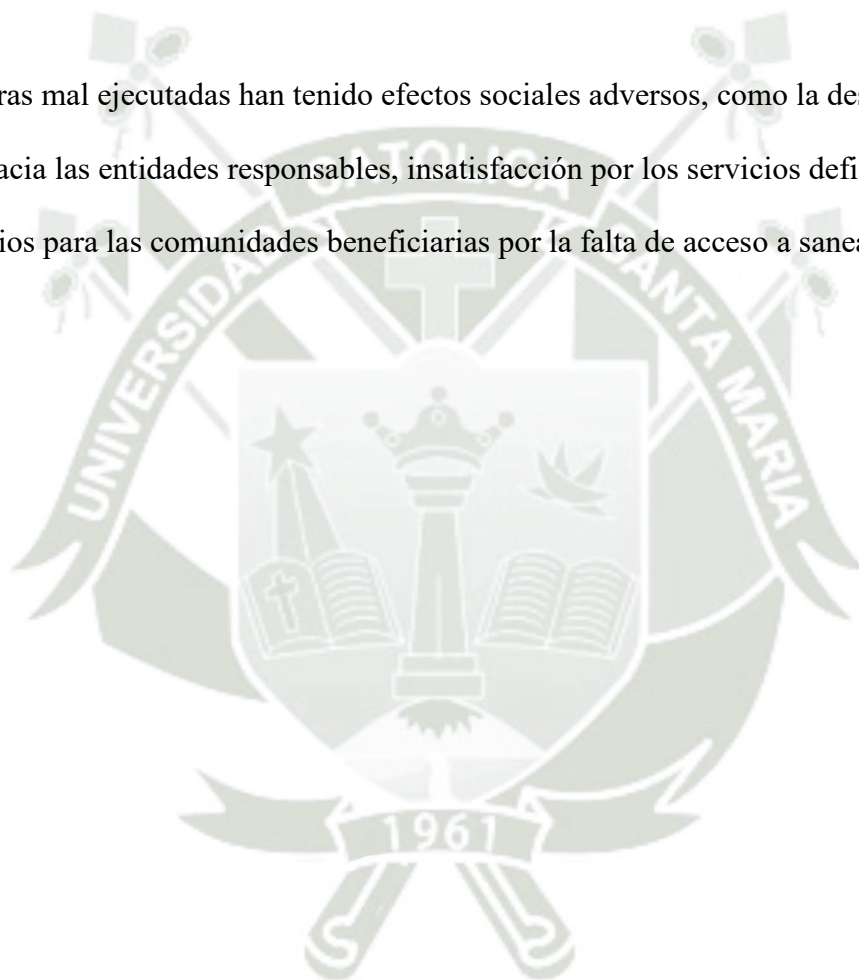 ras mal ejecutadas han tenido efectos sociales adversos, como la des
acia las entidades responsables, insatisfacción por los servicios defi
ios para las comunidades beneficiarias por la falta de acceso a sanea
UNIVERSIDAD CATOLICA SANTA MARIA
1961